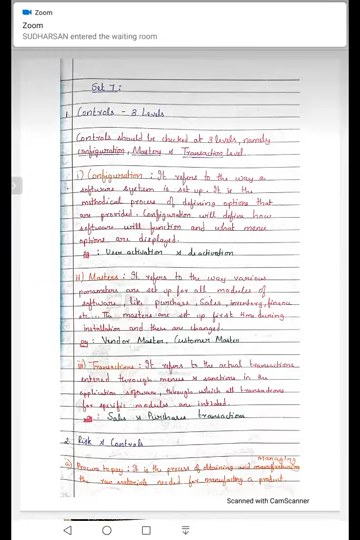 Zoom
Zoom
SUDHARSAN entered the waiting room
Set I :
1. Controls - 3 Levels
Controls should be checked at 3 levels, namely
Configuration, Masters & Transaction level.
i) Configuration : It refers to the way a
software system is set up. It is the
methodical process of defining options that
are provided. Configuration will define how
software will function and what menu
options are displayed.
Eg : User activation & deactivation
ii) Masters : It refers to the way various
parameters are set up for all modules of
software, like purchase, Sales, inventory, finance
etc... The masters are set up first time during
installation and these are changed.
Eg : Vendor Master, Customer Master
iii) Transactions : It refers to the actual transactions
entered through menus & functions in the
application software, through which all transactions
for specific modules are initiated.
Eg : Sales & Purchase transactions
2. Risk & Controls
managing
a) Procure to pay : It is the process of obtaining and manufacturing
the raw materials needed for manufacturing a product.
Scanned with CamScanner